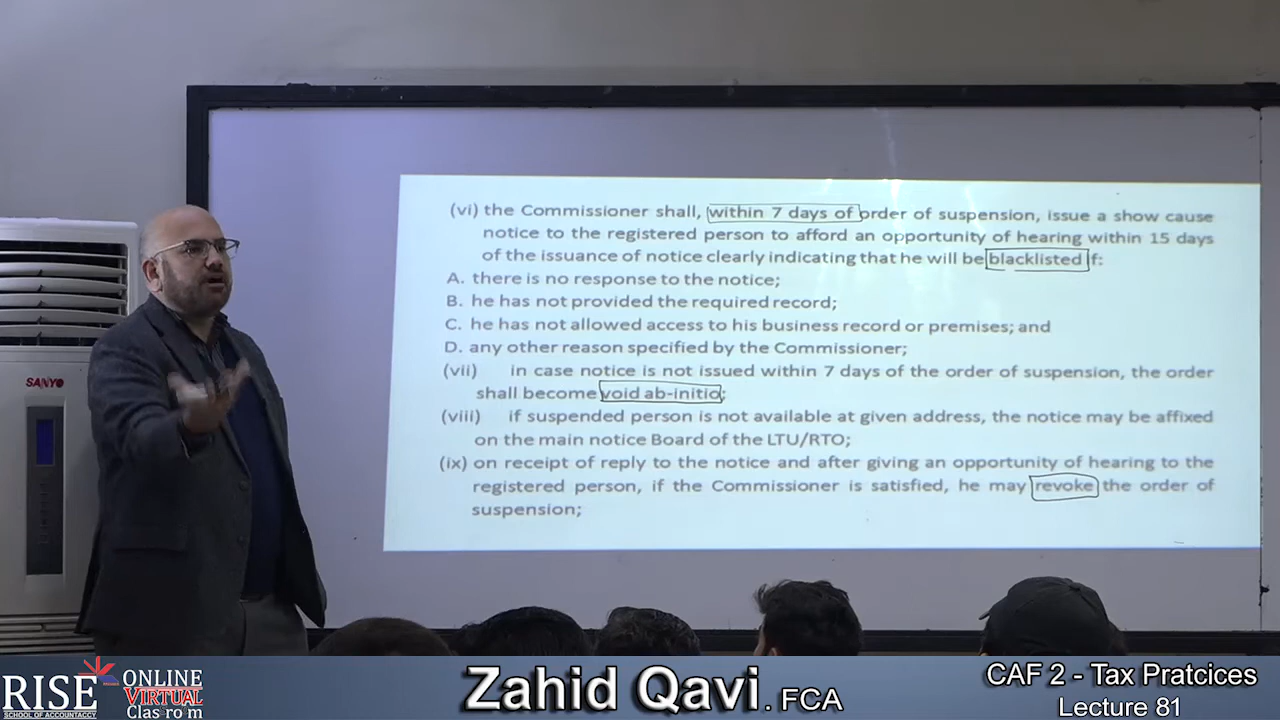 (vi) the Commissioner shall, within 7 days of order of suspension, issue a show cause
notice to the registered person to afford an opportunity of hearing within 15 days
of the issuance of notice clearly indicating that he will be blacklisted if:
A. there is no response to the notice;
B. he has not provided the required record;
C. he has not allowed access to his business record or premises; and
D. any other reason specified by the Commissioner;
(vii) in case notice is not issued within 7 days of the order of suspension, the order
shall become void ab-initio;
(viii) if suspended person is not available at given address, the notice may be affixed
on the main notice Board of the LTU/RTO;
(ix) on receipt of reply to the notice and after giving an opportunity of hearing to the
registered person, if the Commissioner is satisfied, he may revoke the order of
suspension;
SANYO
RISE
SCHOOL OF ACCOUNTACCY
ONLINE
VIRTUAL
Clasrom
Zahid Qavi. FCA
CAF 2 - Tax Pratcices
Lecture 81